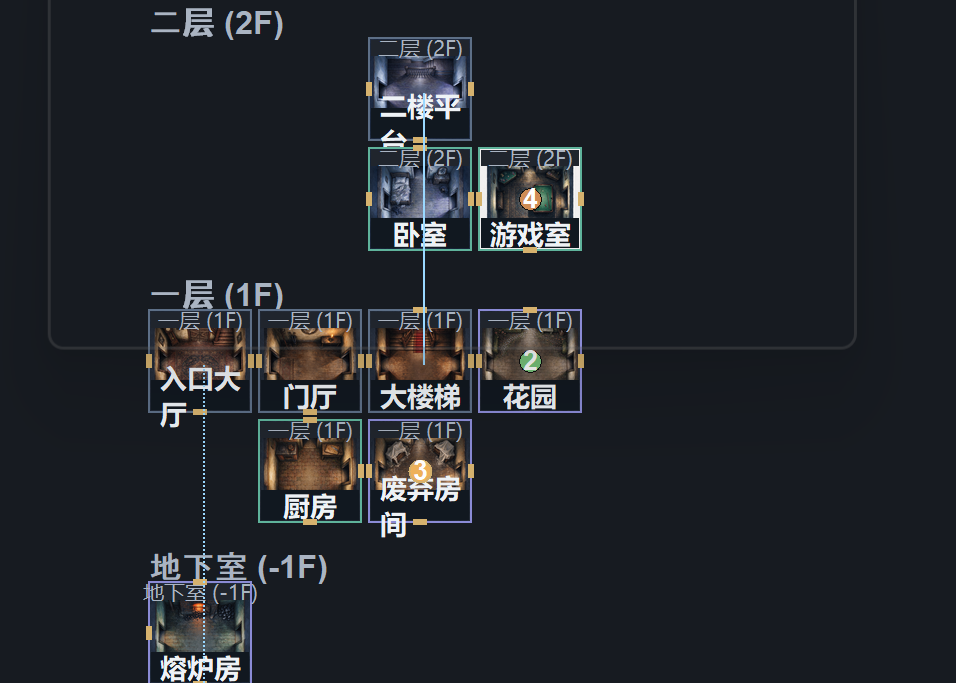 二层 (2F)
二层 (2F)
二楼平
台
二层 (2F)
卧室
二层 (2F)
4
游戏室
一层 (1F)
一层 (1F)
入口大
厅
一层 (1F)
门厅
一层 (1F)
大楼梯
一层 (1F)
2
花园
一层 (1F)
厨房
一层 (1F)
3
废弃房
间
地下室 (-1F)
地下室 (-1F)
熔炉房